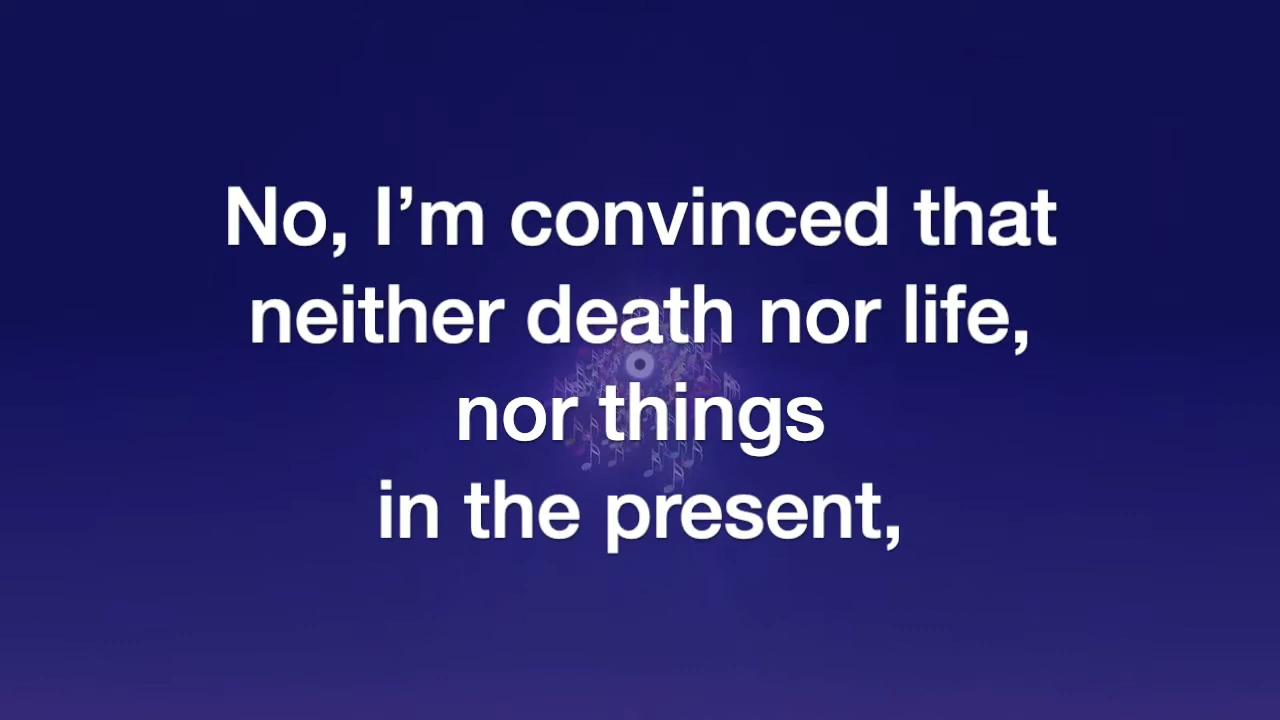 No, I’m convinced that
neither death nor life,
nor things
in the present,